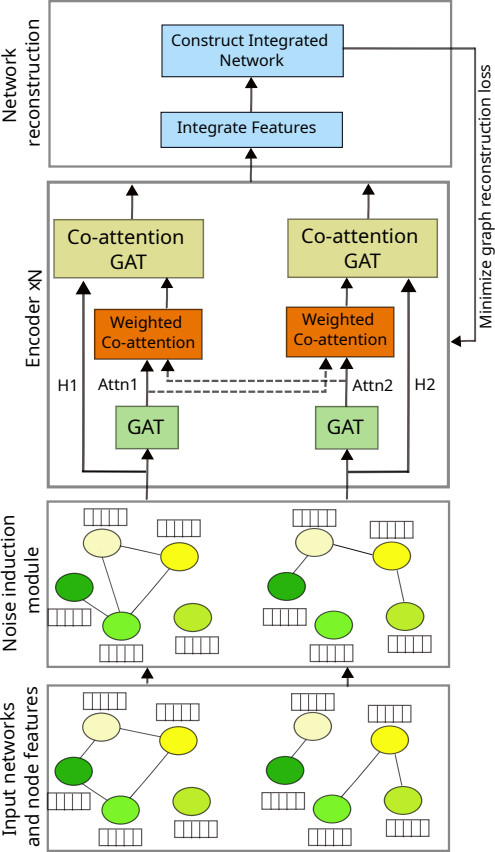 Network
reconstruction
Construct Integrated
Network
Integrate Features
Minimize graph reconstruction loss
Encoder xN
Co-attention
GAT
Co-attention
GAT
Weighted
Co-attention
Weighted
Co-attention
H1
Attn1
Attn2
H2
GAT
GAT
Noise induction
module
Input networks
and node features